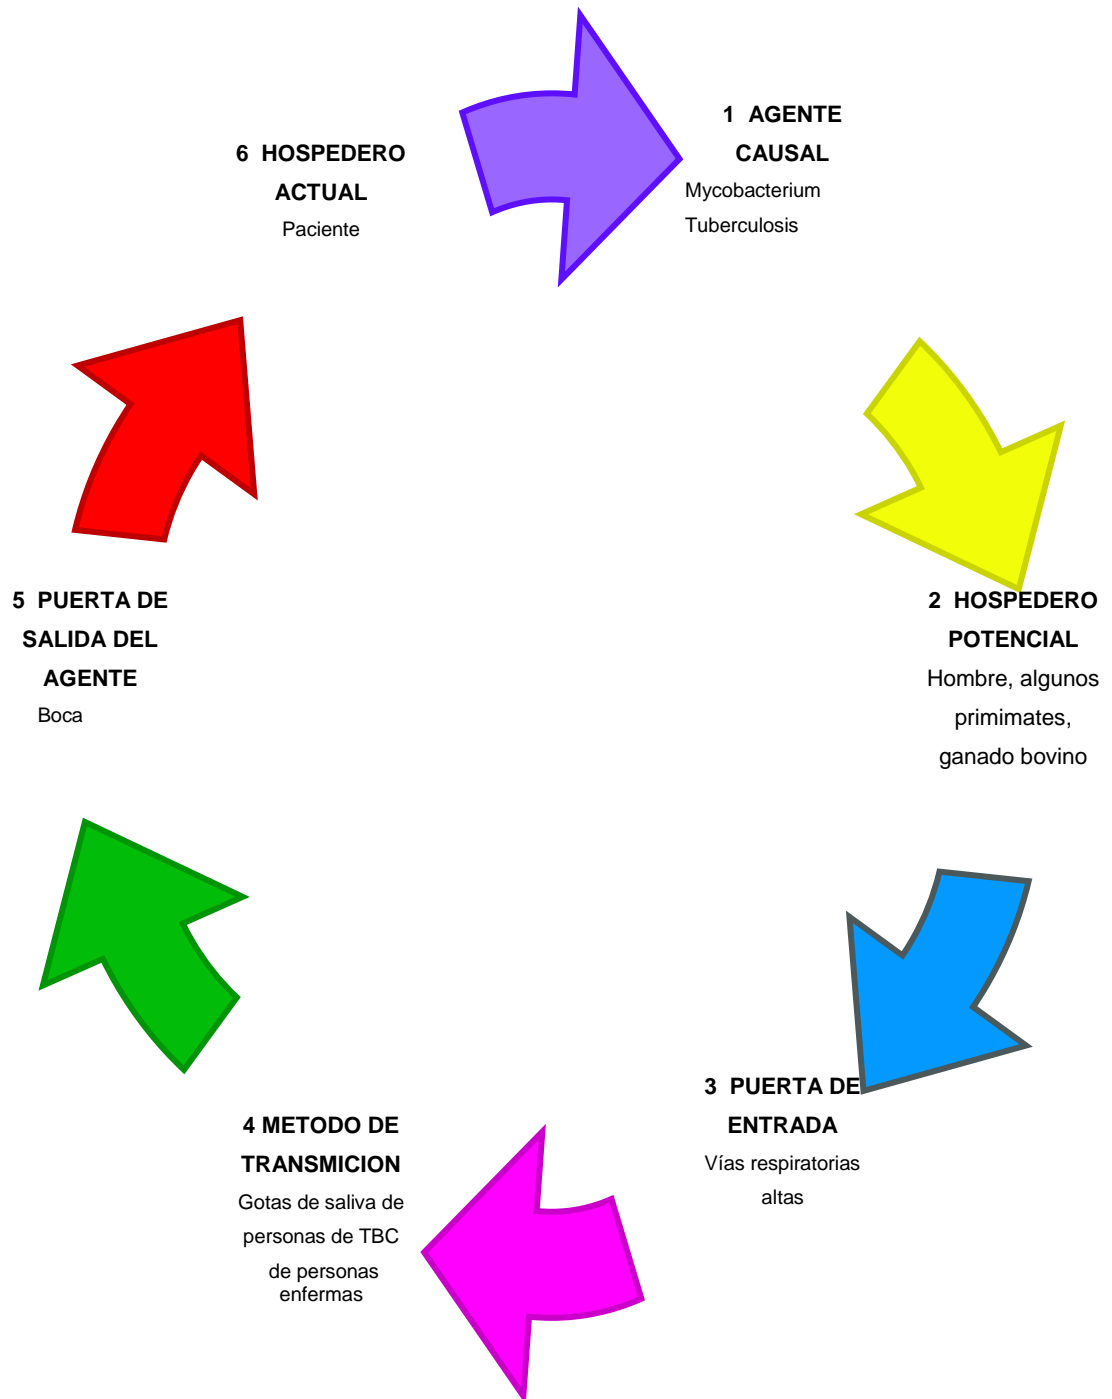 1 AGENTE
CAUSAL
Mycobacterium
Tuberculosis
2 HOSPEDERO
POTENCIAL
Hombre, algunos
primimates,
ganado bovino
3 PUERTA DE
ENTRADA
Vías respiratorias
altas
4 METODO DE
TRANSMICION
Gotas de saliva de
personas de TBC
de personas
enfermas
5 PUERTA DE
SALIDA DEL
AGENTE
Boca
6 HOSPEDERO
ACTUAL
Paciente